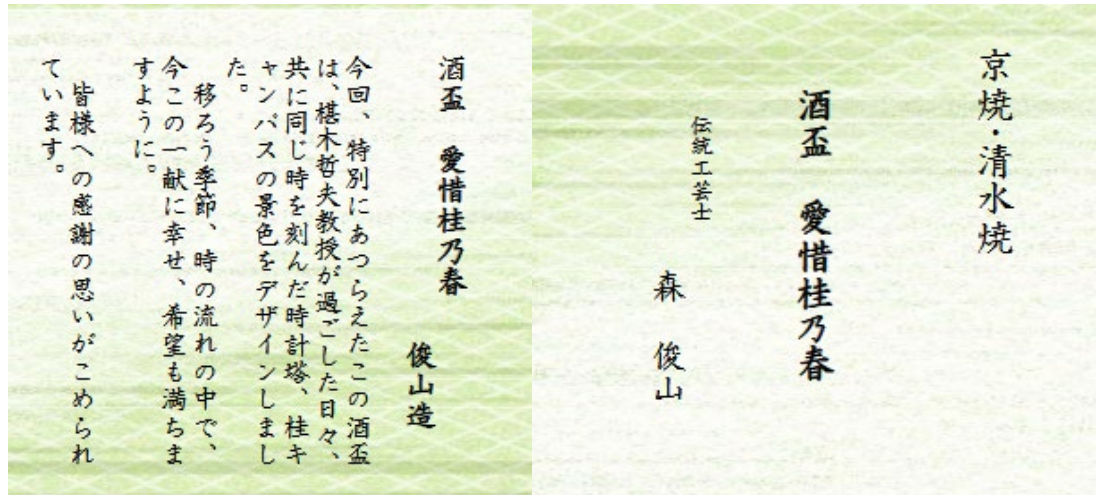 京焼・清水焼
酒盃　愛惜桂乃春
伝統工芸士
森　俊山
酒盃　愛惜桂乃春
俊山造
今回、特別にあつらえたこの酒盃
は、椹木哲夫教授が過ごした日々、
共に同じ時を刻んだ時計塔、桂キ
ャンパスの景色をデザインしまし
た。
移ろう季節、時の流れの中で、
今この一献に幸せ、希望も満ちま
すように。
皆様への感謝の思いがこめられ
ています。